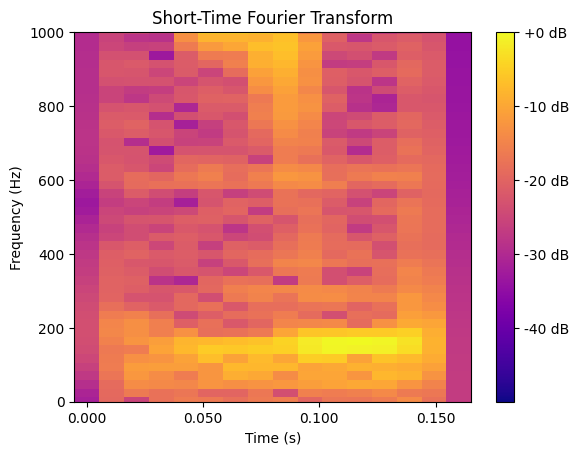 Short-Time Fourier Transform
1000
800
600
400
200
0
Frequency (Hz)
0.000
0.050
0.100
0.150
Time (s)
+0 dB
-10 dB
-20 dB
-30 dB
-40 dB